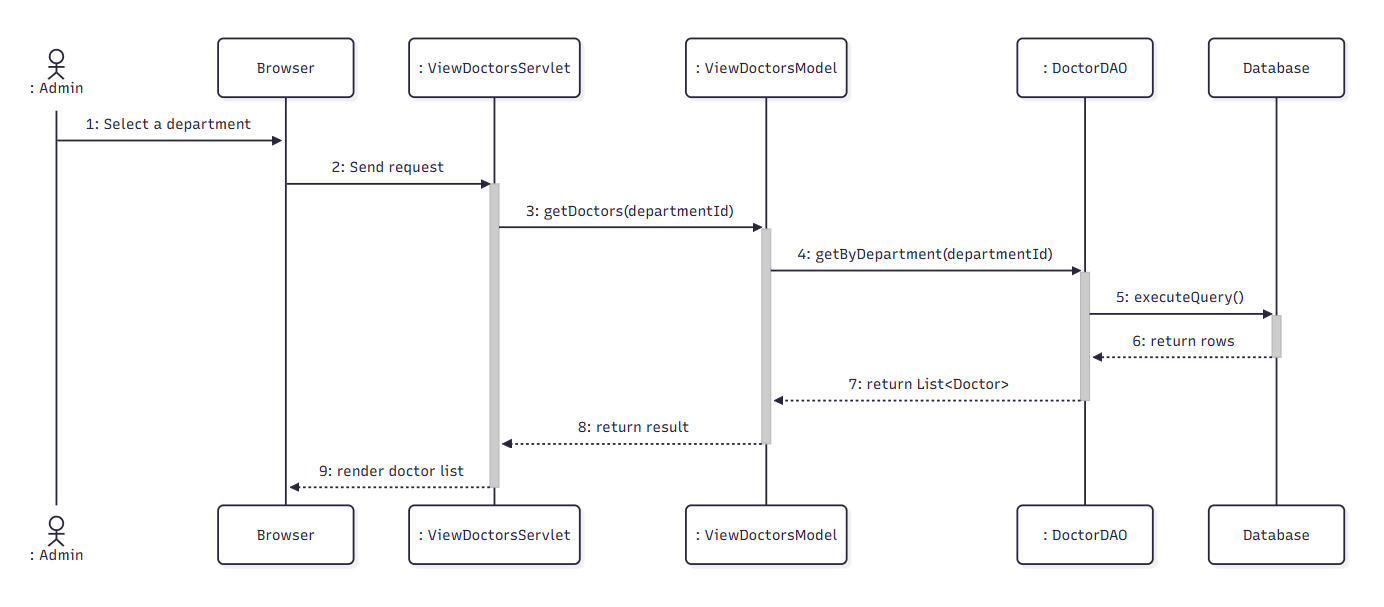 Browser
: ViewDoctorsServlet
: ViewDoctorsModel
: DoctorDAO
Database
: Admin
1: Select a department
2: Send request
3: getDoctors(departmentId)
4: getByDepartment(departmentId)
5: executeQuery()
6: return rows
7: return List<Doctor>
8: return result
9: render doctor list
Browser
: ViewDoctorsServlet
: ViewDoctorsModel
: DoctorDAO
Database
: Admin